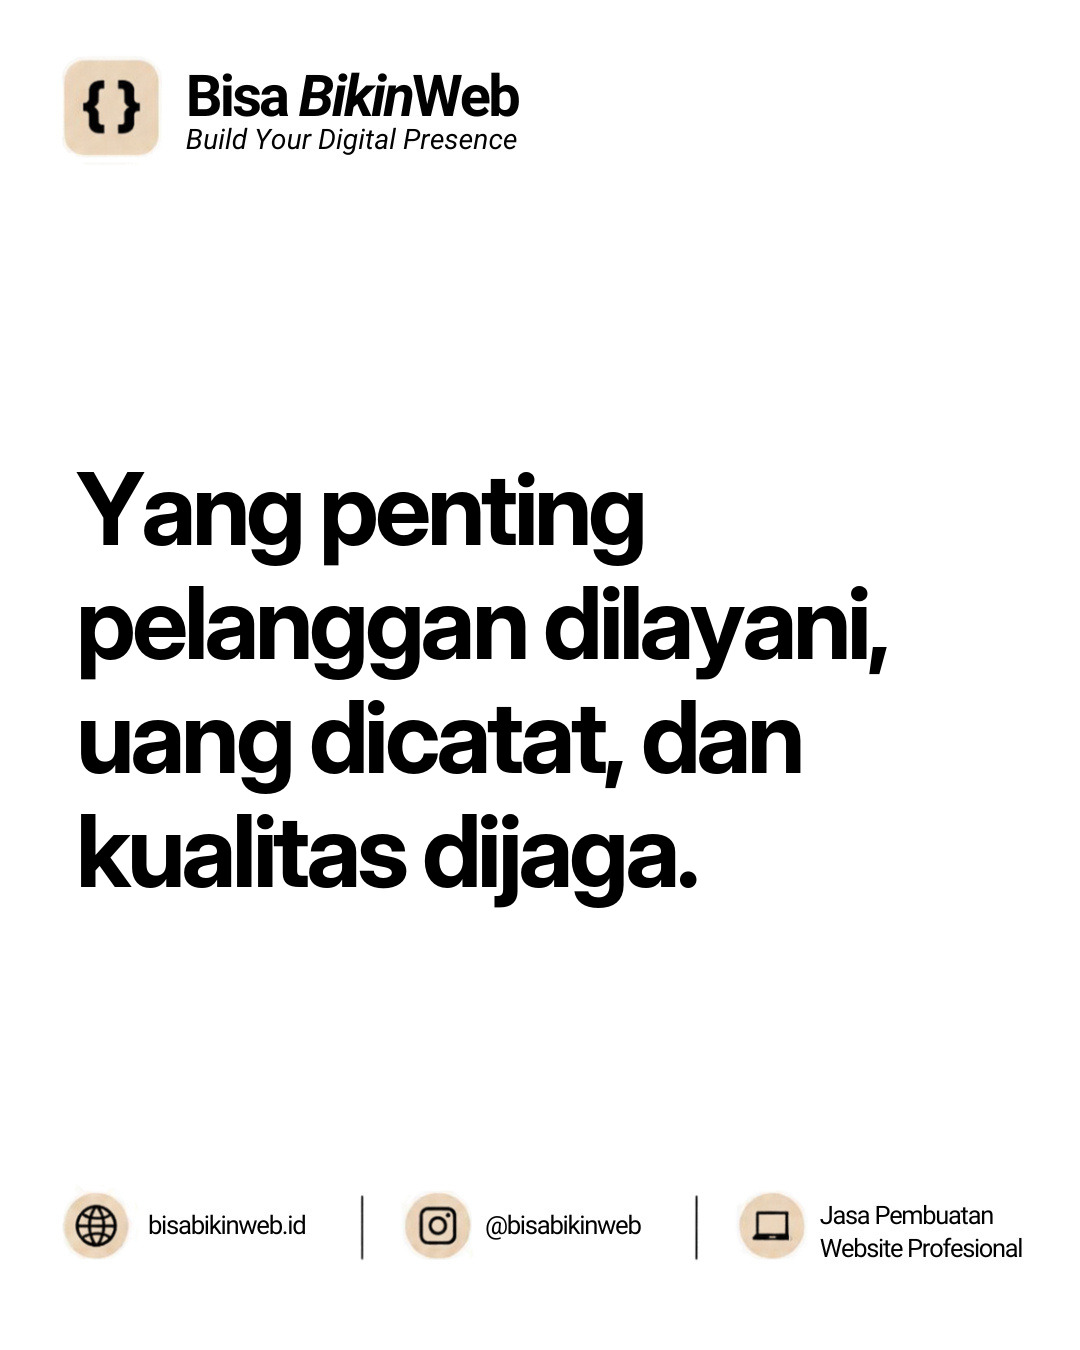 { }
Bisa BikinWeb
Build Your Digital Presence
Yang penting
pelanggan dilayani,
uang dicatat, dan
kualitas dijaga.
bisabikinweb.id
@bisabikinweb
Jasa Pembuatan
Website Profesional